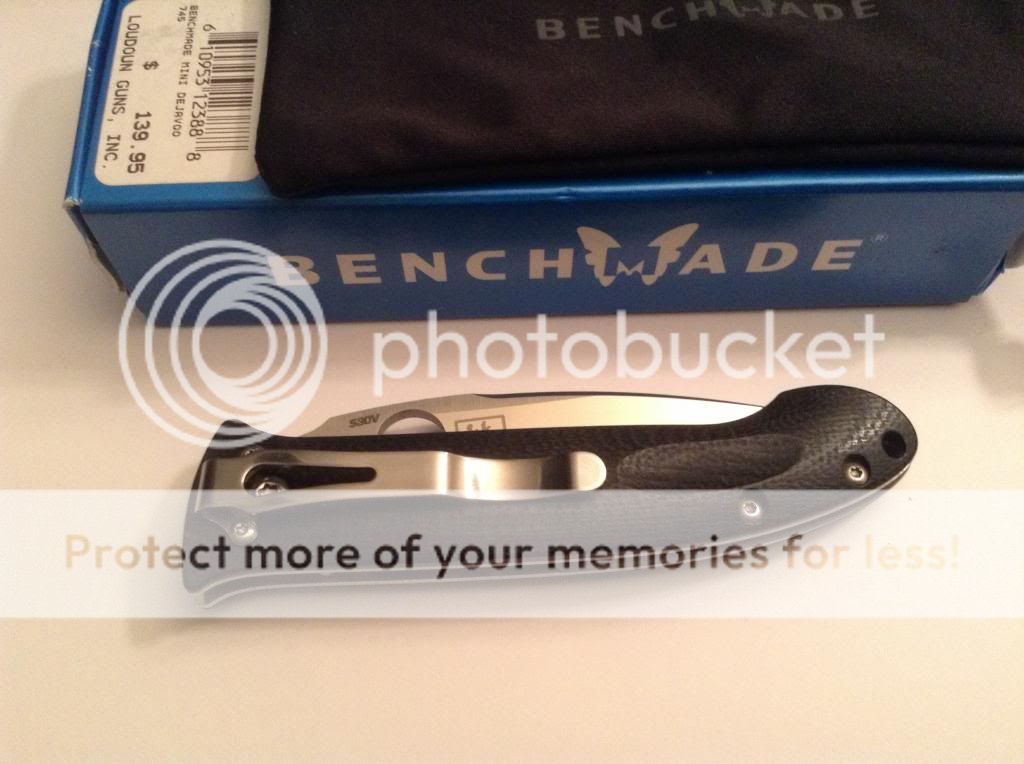 BENCHMADE
6 10953 12388 8
BENCHMADE MINI DEJAVOO
745
$ 139.95
LOUDOUN GUNS, INC.
BENCHMADE®
photobucket
S30V
Protect more of your memories for less!